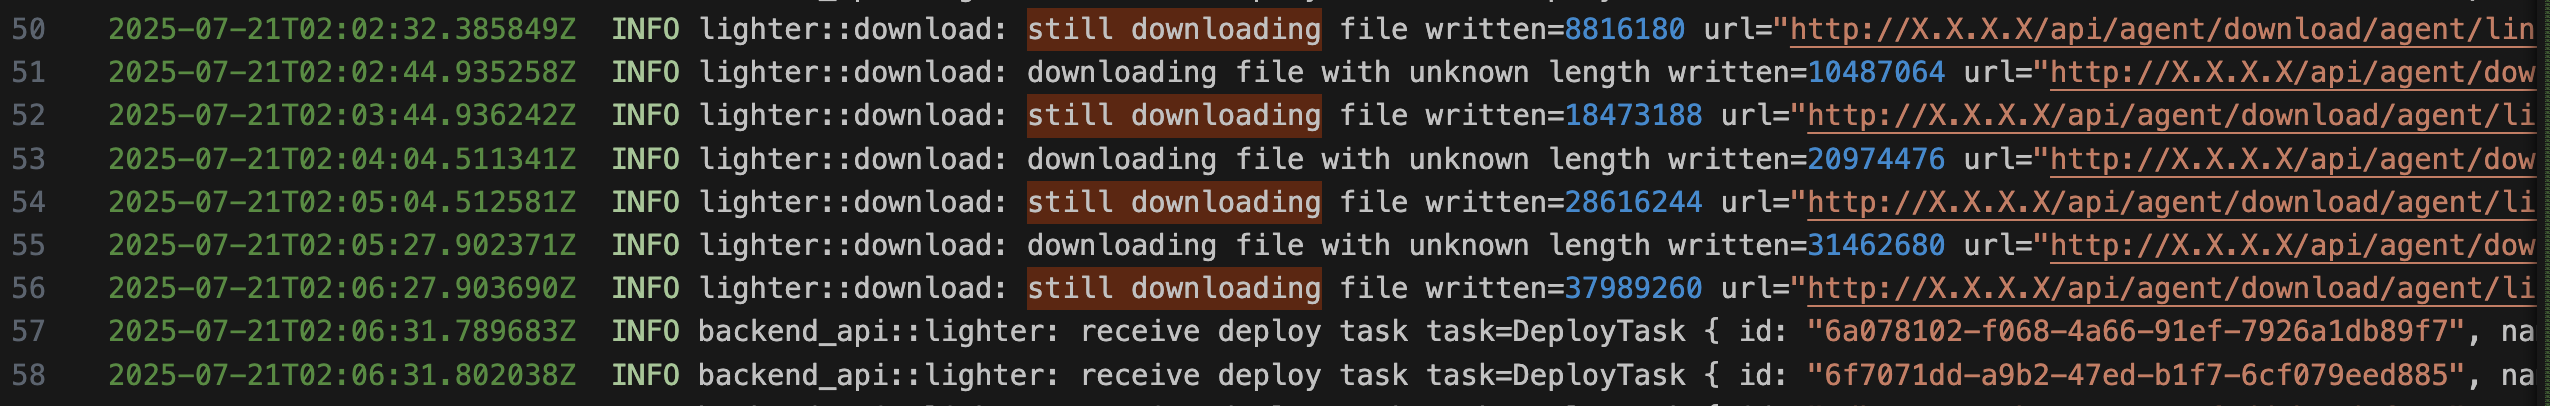 50 2025-07-21T02:02:32.385849Z INFO lighter::download: still downloading file written=8816180 url="http://X.X.X.X/api/agent/download/agent/lin
51 2025-07-21T02:02:44.935258Z INFO lighter::download: downloading file with unknown length written=10487064 url="http://X.X.X.X/api/agent/dow
52 2025-07-21T02:03:44.936242Z INFO lighter::download: still downloading file written=18473188 url="http://X.X.X.X/api/agent/download/agent/li
53 2025-07-21T02:04:04.511341Z INFO lighter::download: downloading file with unknown length written=20974476 url="http://X.X.X.X/api/agent/dow
54 2025-07-21T02:05:04.512581Z INFO lighter::download: still downloading file written=28616244 url="http://X.X.X.X/api/agent/download/agent/li
55 2025-07-21T02:05:27.902371Z INFO lighter::download: downloading file with unknown length written=31462680 url="http://X.X.X.X/api/agent/dow
56 2025-07-21T02:06:27.903690Z INFO lighter::download: still downloading file written=37989260 url="http://X.X.X.X/api/agent/download/agent/li
57 2025-07-21T02:06:31.789683Z INFO backend_api::lighter: receive deploy task task=DeployTask { id: "6a078102-f068-4a66-91ef-7926a1db89f7", na
58 2025-07-21T02:06:31.802038Z INFO backend_api::lighter: receive deploy task task=DeployTask { id: "6f7071dd-a9b2-47ed-b1f7-6cf079eed885", na